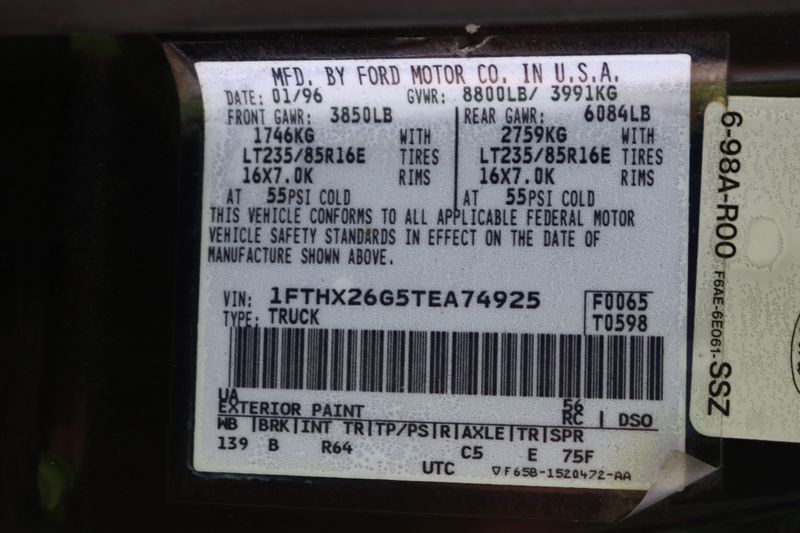 MFD. BY FORD MOTOR CO. IN U.S.A.
DATE: 01/96 GVWR: 8800LB/ 3991KG
FRONT GAWR: 3850LB REAR GAWR: 6084LB
1746KG WITH 2759KG WITH
LT235/85R16E TIRES LT235/85R16E TIRES
16X7.0K RIMS 16X7.0K RIMS
AT 55PSI COLD AT 55PSI COLD
THIS VEHICLE CONFORMS TO ALL APPLICABLE FEDERAL MOTOR
VEHICLE SAFETY STANDARDS IN EFFECT ON THE DATE OF
MANUFACTURE SHOWN ABOVE.
VIN: 1FTHX26G5TEA74925 F0065
TYPE: TRUCK T0598
UA 56
EXTERIOR PAINT RC | DSO
WB |BRK|INT TR|TP/PS|R|AXLE|TR|SPR
139 B R64 C5 E 75F
UTC ▽F65B-1520472-AA
6-98A-R00 F6AE-6E061-SSZ